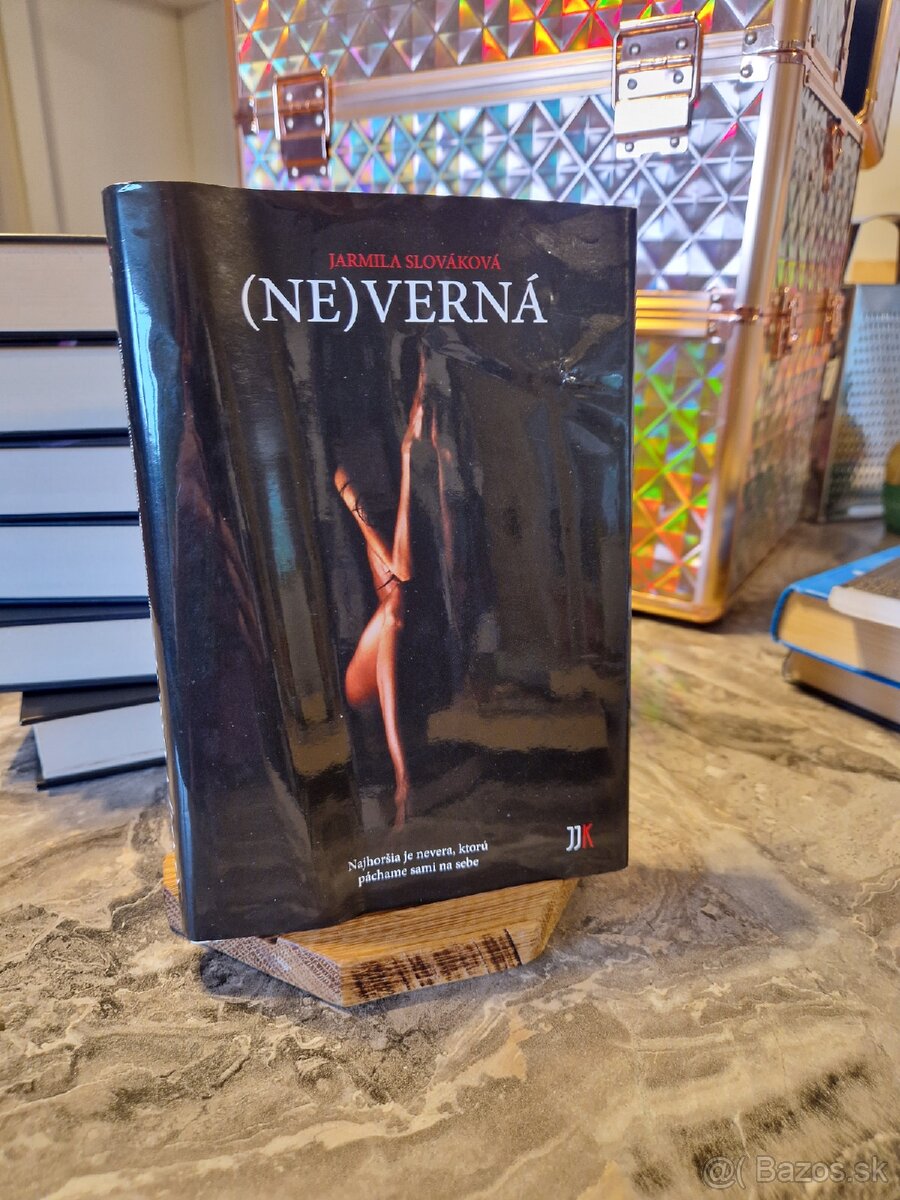 JARMILA SLOVÁKOVÁ
(NE)VERNÁ
Najhoršia je nevera, ktorú
páchame sami na sebe
JJK
@( Bazos.sk